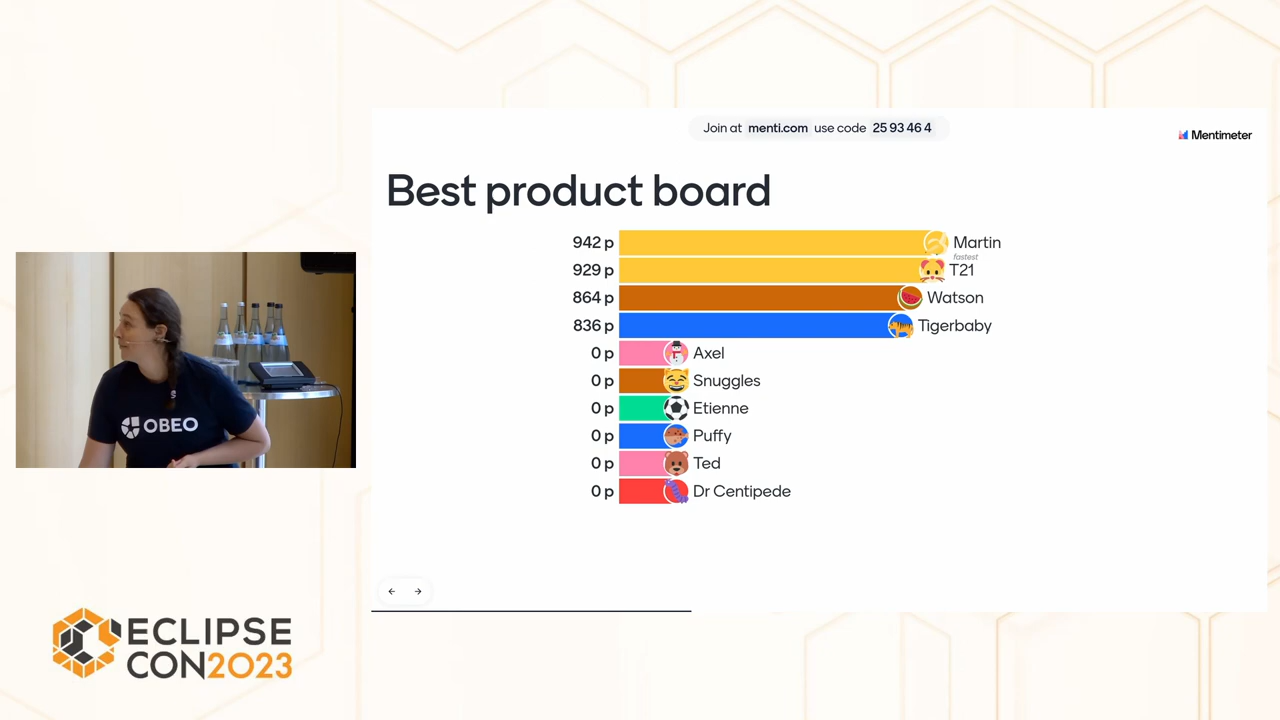 Join at menti.com use code 25 93 46 4
Mentimeter
Best product board
942 p Martin
fastest
929 p T21
864 p Watson
836 p Tigerbaby
0 p Axel
0 p Snuggles
0 p Etienne
0 p Puffy
0 p Ted
0 p Dr Centipede
OBEO
ECLIPSE
CON2023